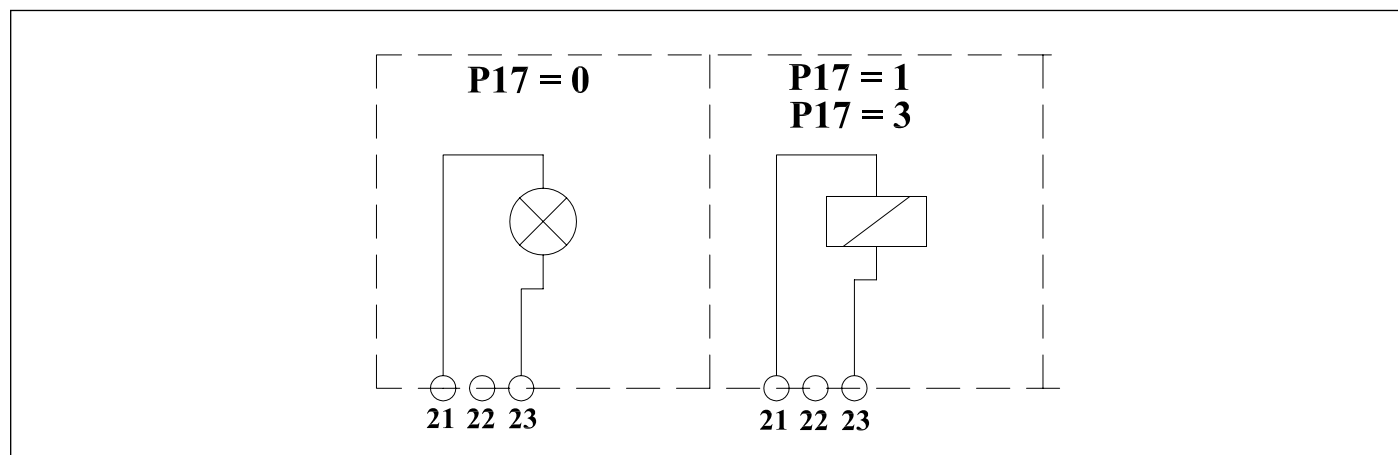 P17 = 0
P17 = 1
P17 = 3
21 22 23
21 22 23